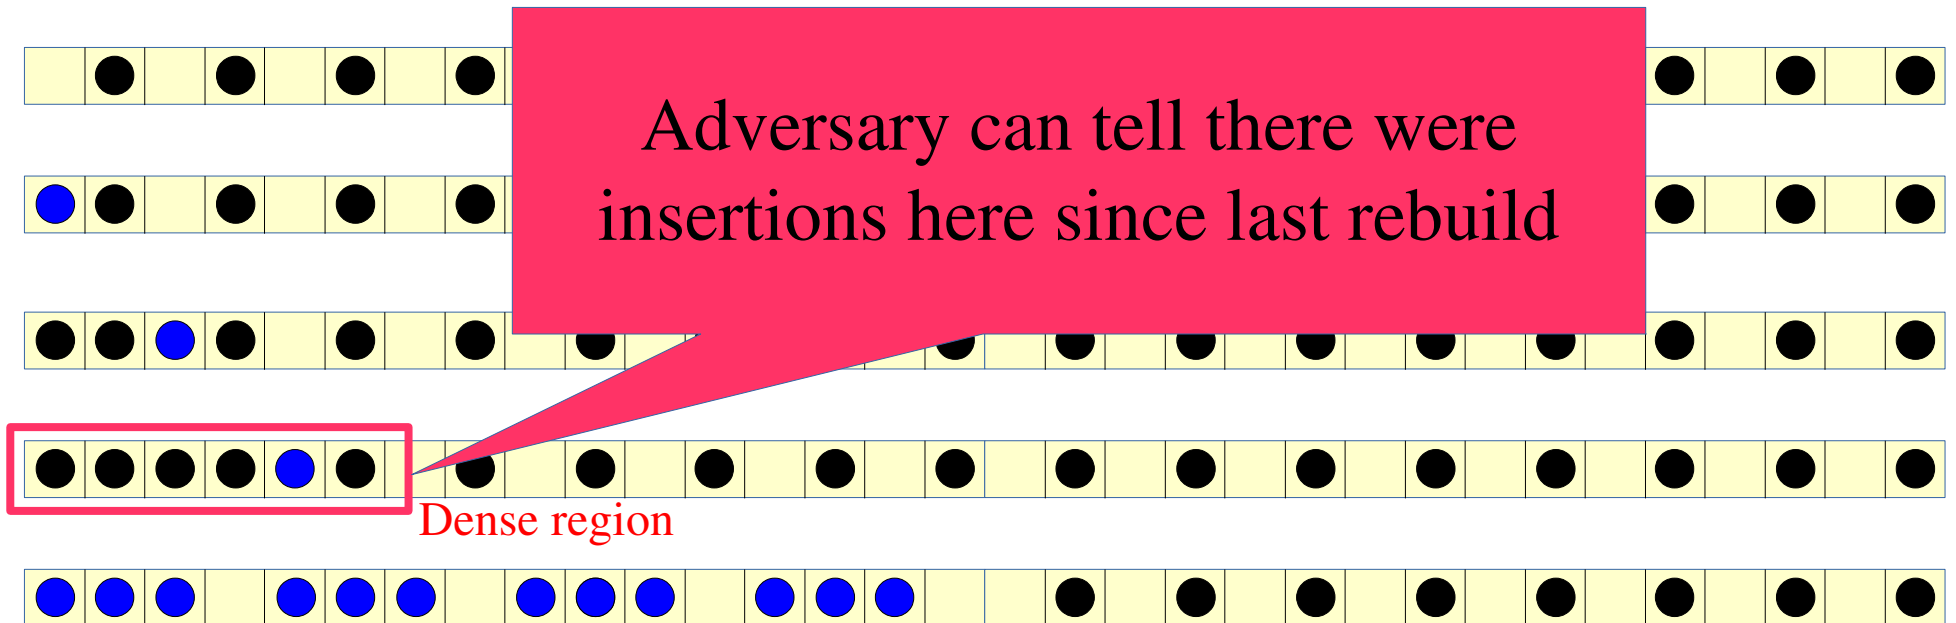 Adversary can tell there were
insertions here since last rebuild
Dense region